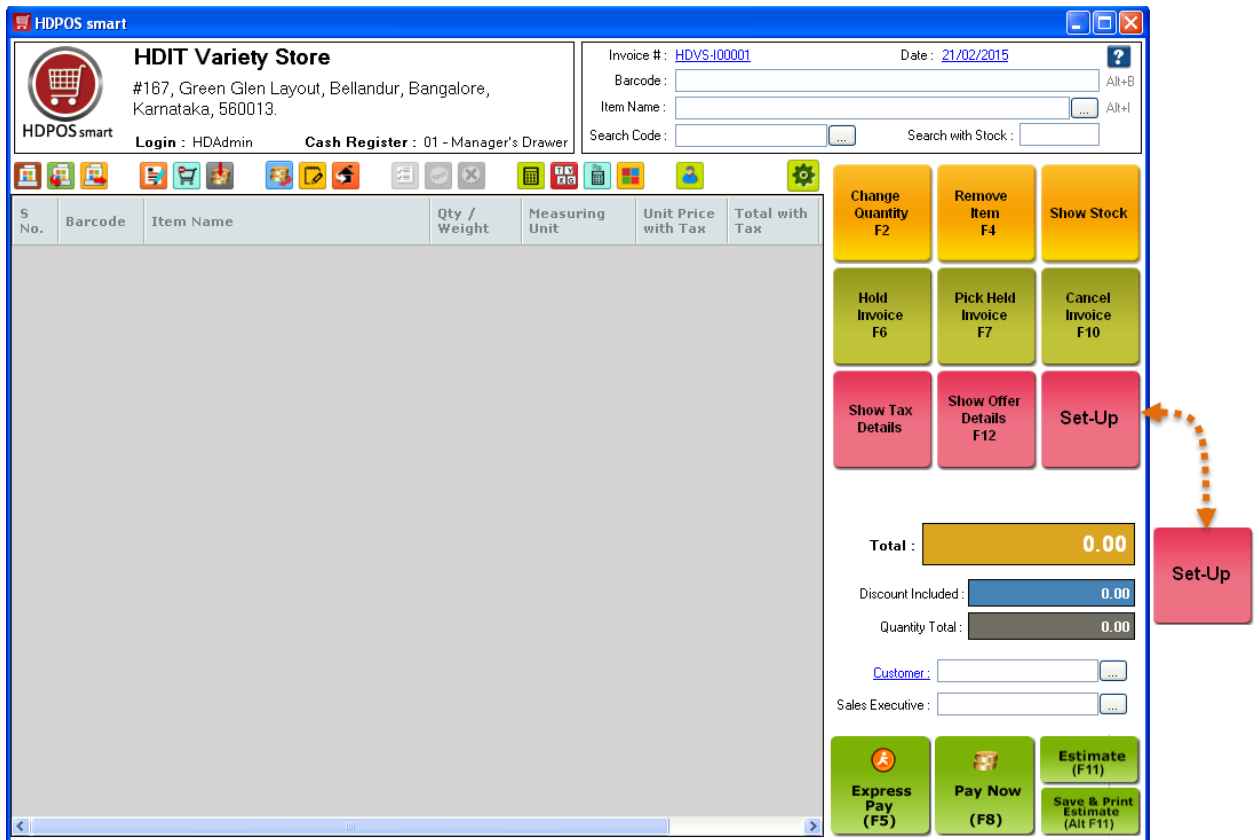 HDPOS smart
HDIT Variety Store
#167, Green Glen Layout, Bellandur, Bangalore,
Karnataka, 560013.
HDPOS smart
Login : HDAdmin Cash Register : 01 - Manager's Drawer
Invoice # : HDVS-I00001 Date : 21/02/2015 ?
Barcode : Alt+B
Item Name : ... Alt+I
Search Code : ... Search with Stock :
S
No.
Barcode
Item Name
Qty /
Weight
Measuring
Unit
Unit Price
with Tax
Total with
Tax
Change
Quantity
F2
Remove
Item
F4
Show Stock
Hold
Invoice
F6
Pick Held
Invoice
F7
Cancel
Invoice
F10
Show Tax
Details
Show Offer
Details
F12
Set-Up
Total : 0.00
Set-Up
Discount Included : 0.00
Quantity Total : 0.00
Customer : ...
Sales Executive : ...
Express
Pay
(F5)
Pay Now
(F8)
Estimate
(F11)
Save & Print
Estimate
(Alt F11)